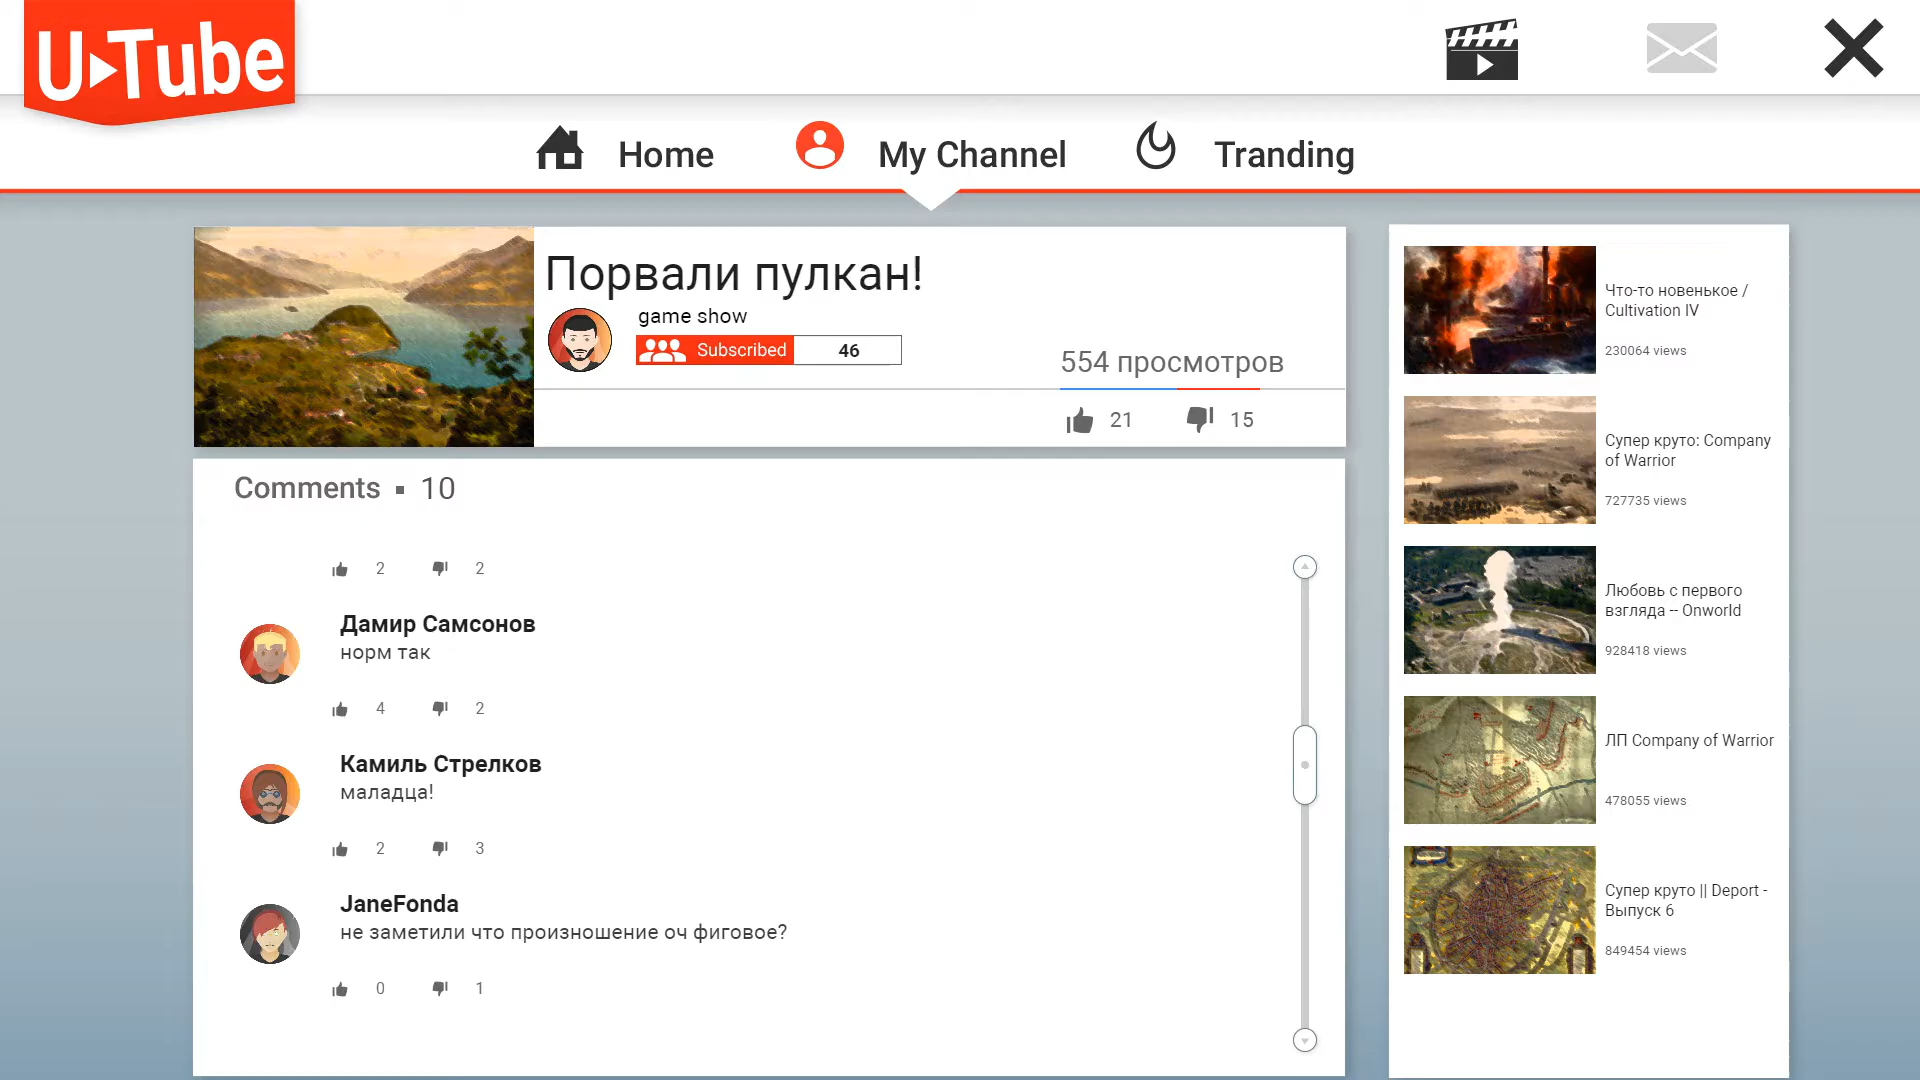 U Tube
Home
My Channel
Tranding
Порвали пулкан!
game show
Subscribed
46
554 просмотров
21
15
Comments ▪ 10
2
2
Дамир Самсонов
норм так
4
2
Камиль Стрелков
маладца!
2
3
JaneFonda
не заметили что произношение оч фиговое?
0
1
Что-то новенькое /
Cultivation IV
230064 views
Супер круто: Company
of Warrior
727735 views
Любовь с первого
взгляда -- Onworld
928418 views
ЛП Company of Warrior
478055 views
Супер круто || Deport -
Выпуск 6
849454 views